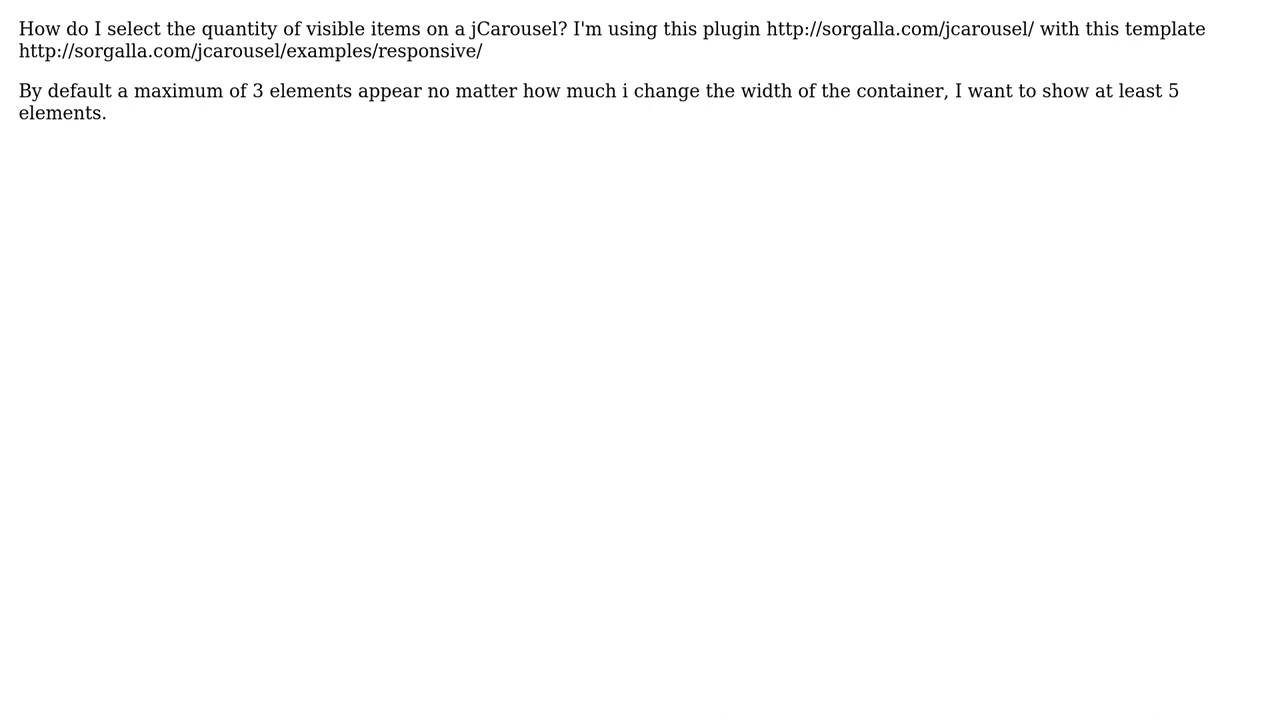 How do I select the quantity of visible items on a jCarousel? I'm using this plugin http://sorgalla.com/jcarousel/ with this template
http://sorgalla.com/jcarousel/examples/responsive/
By default a maximum of 3 elements appear no matter how much i change the width of the container, I want to show at least 5
elements.